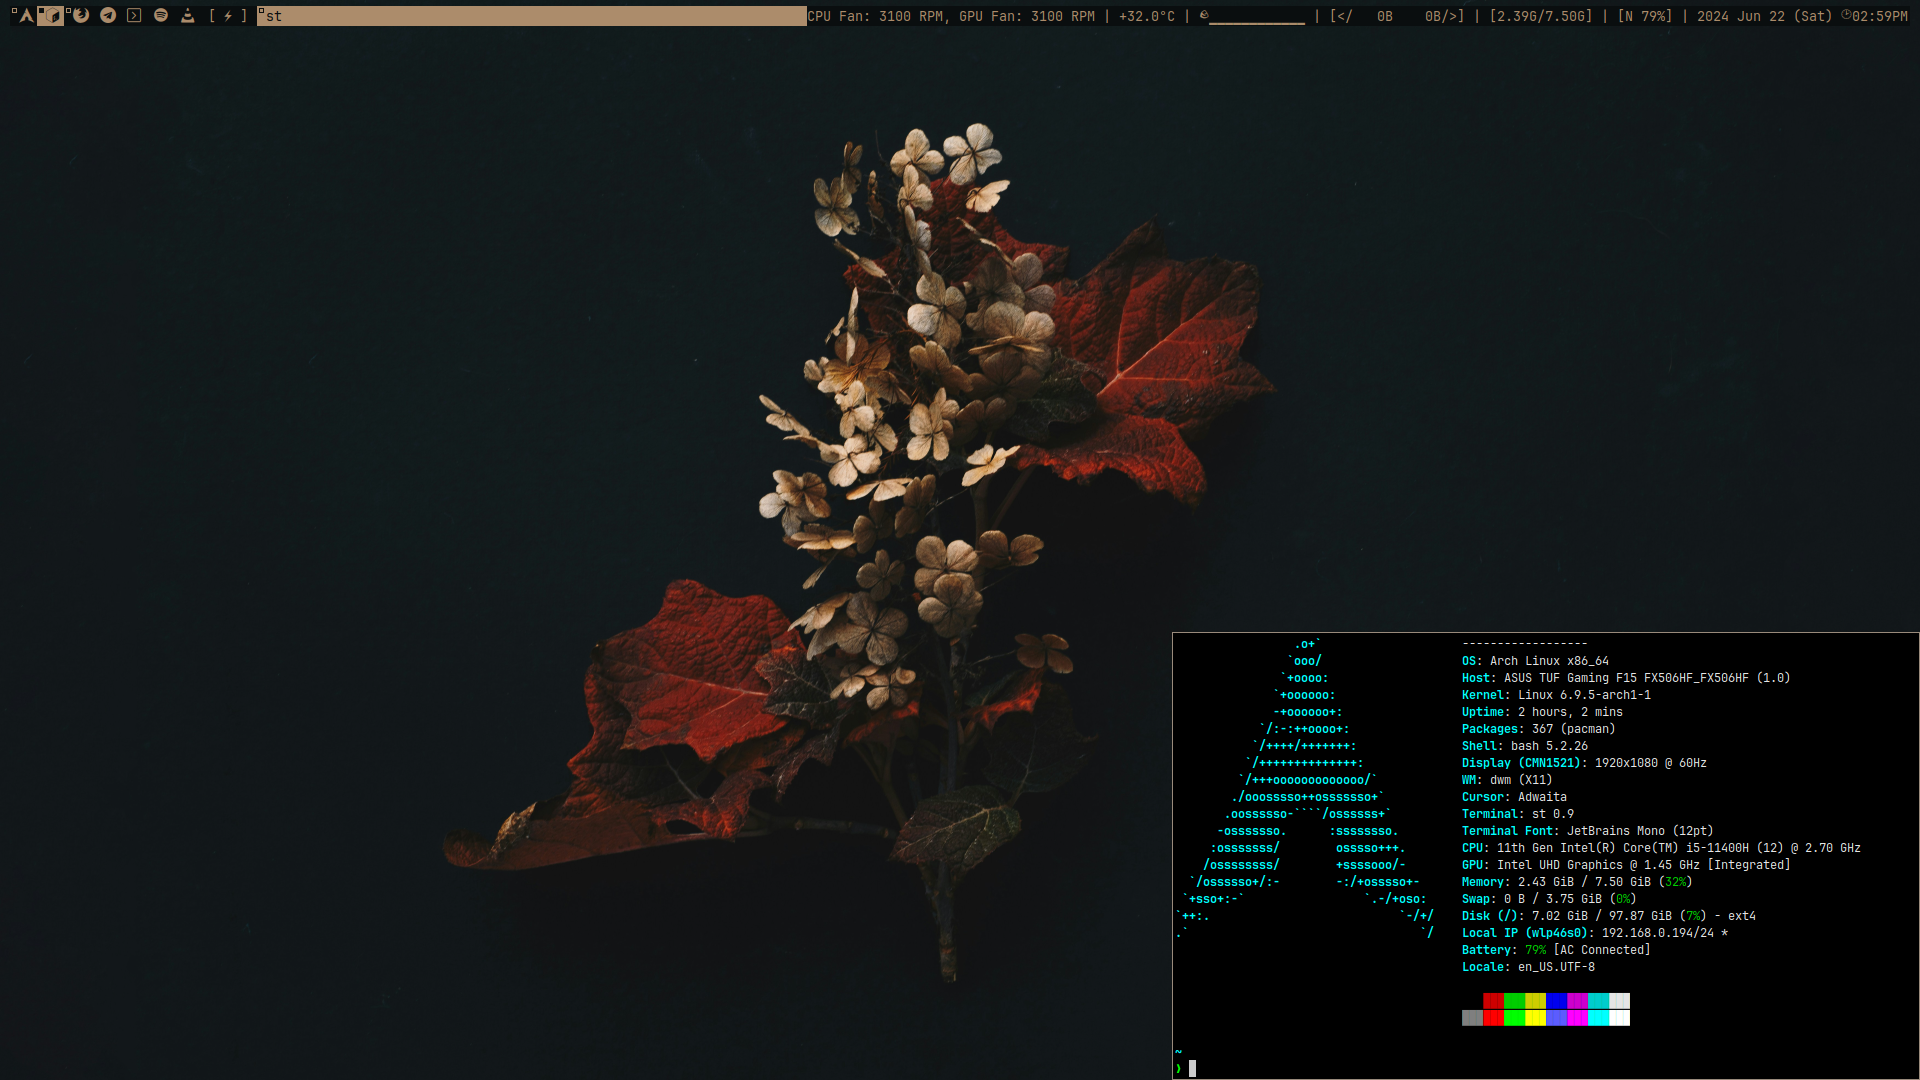 [ ⚡ ] st CPU Fan: 3100 RPM, GPU Fan: 3100 RPM | +32.0°C | | [</ 0B 0B/>] | [2.39G/7.50G] | [N 79%] | 2024 Jun 22 (Sat) 02:59PM
.o+` ------------------
`ooo/ OS: Arch Linux x86_64
`+oooo: Host: ASUS TUF Gaming F15 FX506HF_FX506HF (1.0)
`+oooooo: Kernel: Linux 6.9.5-arch1-1
-+oooooo+: Uptime: 2 hours, 2 mins
`/:-:++oooo+: Packages: 367 (pacman)
`/++++/+++++++: Shell: bash 5.2.26
`/++++++++++++++: Display (CMN1521): 1920x1080 @ 60Hz
`/+++ooooooooooooo/` WM: dwm (X11)
./ooosssso++osssssso+` Cursor: Adwaita
.oossssso-````/ossssss+` Terminal: st 0.9
-osssssso. :ssssssso. Terminal Font: JetBrains Mono (12pt)
:osssssss/ osssso+++. CPU: 11th Gen Intel(R) Core(TM) i5-11400H (12) @ 2.70 GHz
/ossssssss/ +ssssooo/- GPU: Intel UHD Graphics @ 1.45 GHz [Integrated]
`/ossssso+/:- -:/+osssso+- Memory: 2.43 GiB / 7.50 GiB (32%)
`+sso+:-` `.-/+oso: Swap: 0 B / 3.75 GiB (0%)
`++:. `-/+/ Disk (/): 7.02 GiB / 97.87 GiB (7%) - ext4
.` `/ Local IP (wlp46s0): 192.168.0.194/24 *
Battery: 79% [AC Connected]
Locale: en_US.UTF-8
~
❯